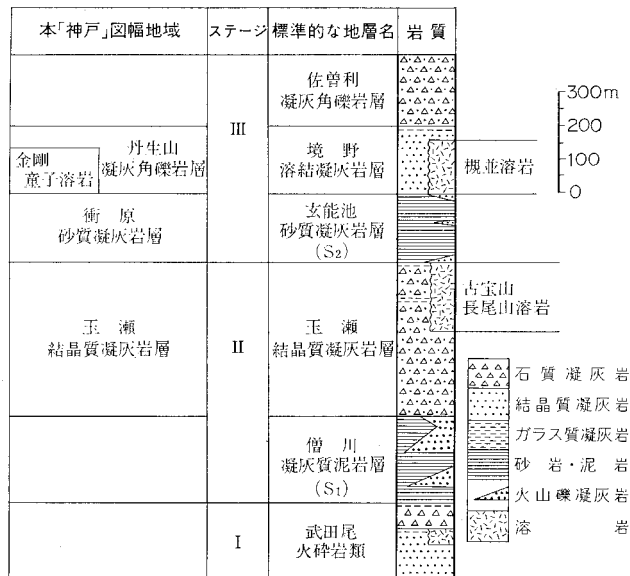 本「神戸」図幅地域 ステージ 標準的な地層名 岩質
佐曽利
凝灰角礫岩層
III
丹生山
凝灰角礫岩層
金剛
童子溶岩
境野
溶結凝灰岩層
槻並溶岩
衝原
砂質凝灰岩層
玄能池
砂質凝灰岩層
(S2)
玉瀬
結晶質凝灰岩層
II
玉瀬
結晶質凝灰岩層
古宝山
長尾山溶岩
僧川
凝灰質泥岩層
(S1)
I
武田尾
火砕岩類
300m
200
100
0
石質凝灰岩
結晶質凝灰岩
ガラス質凝灰岩
砂岩・泥岩
火山礫凝灰岩
溶岩